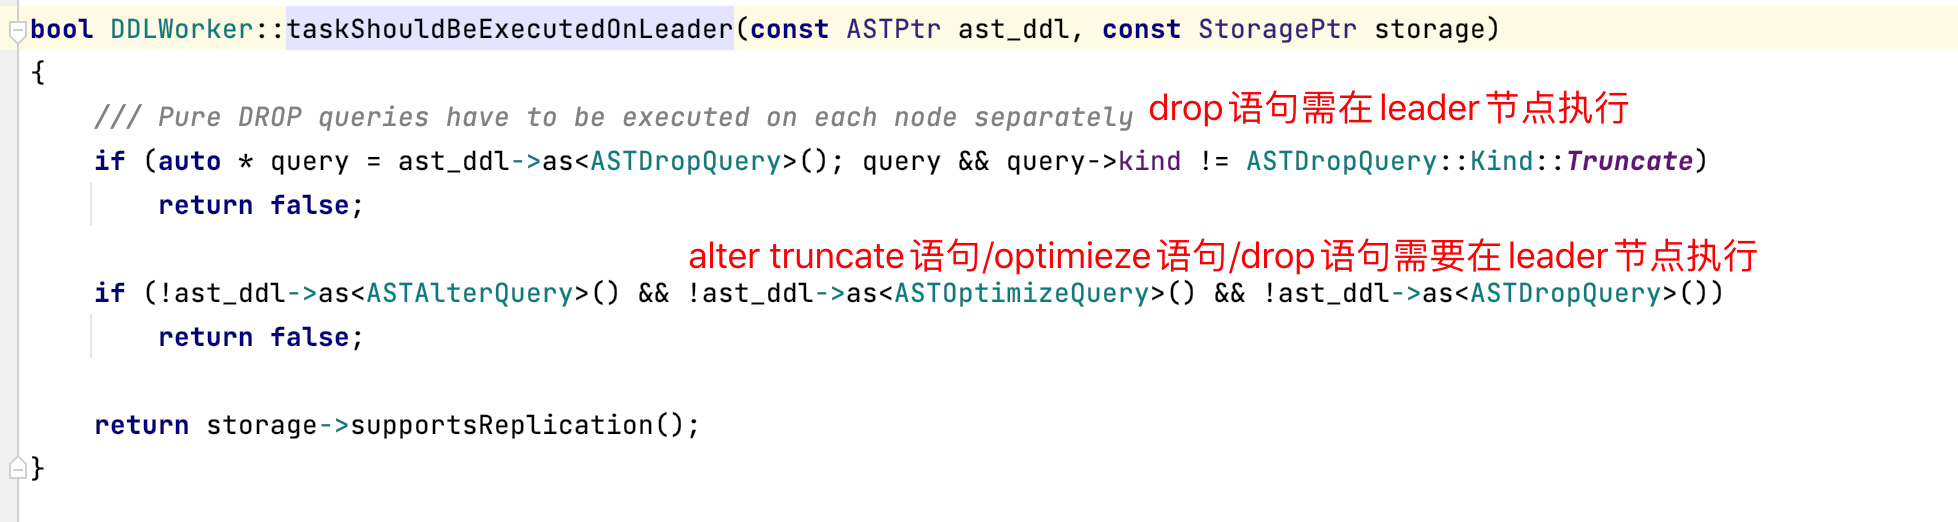 bool DDLWorker::taskShouldBeExecutedOnLeader(const ASTPtr ast_ddl, const StoragePtr storage)
{
/// Pure DROP queries have to be executed on each node separately drop语句需在leader节点执行
if (auto * query = ast_ddl->as<ASTDropQuery>(); query && query->kind != ASTDropQuery::Kind::Truncate)
return false;
alter truncate语句/optimieze语句/drop语句需要在leader节点执行
if (!ast_ddl->as<ASTAlterQuery>() && !ast_ddl->as<ASTOptimizeQuery>() && !ast_ddl->as<ASTDropQuery>())
return false;
return storage->supportsReplication();
}